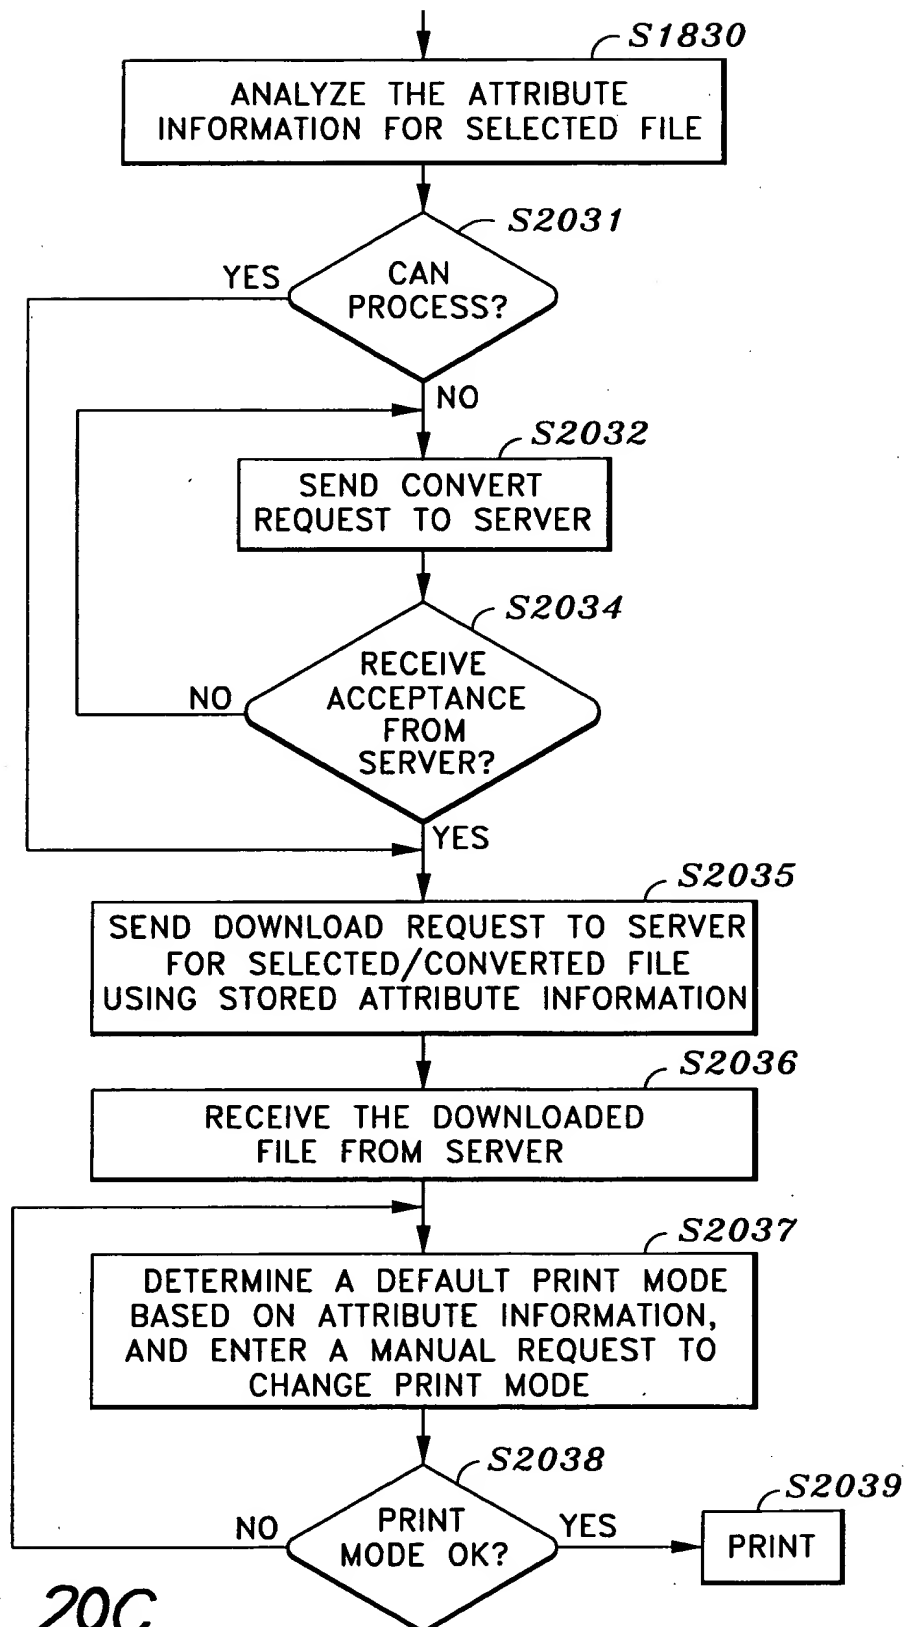 S1830
ANALYZE THE ATTRIBUTE
INFORMATION FOR SELECTED FILE
S2031
YES
CAN
PROCESS?
NO
S2032
SEND CONVERT
REQUEST TO SERVER
S2034
RECEIVE
ACCEPTANCE
FROM
SERVER?
NO
YES
S2035
SEND DOWNLOAD REQUEST TO SERVER
FOR SELECTED/CONVERTED FILE
USING STORED ATTRIBUTE INFORMATION
S2036
RECEIVE THE DOWNLOADED
FILE FROM SERVER
S2037
DETERMINE A DEFAULT PRINT MODE
BASED ON ATTRIBUTE INFORMATION,
AND ENTER A MANUAL REQUEST TO
CHANGE PRINT MODE
S2038
S2039
NO
PRINT
MODE OK?
YES
PRINT
20C